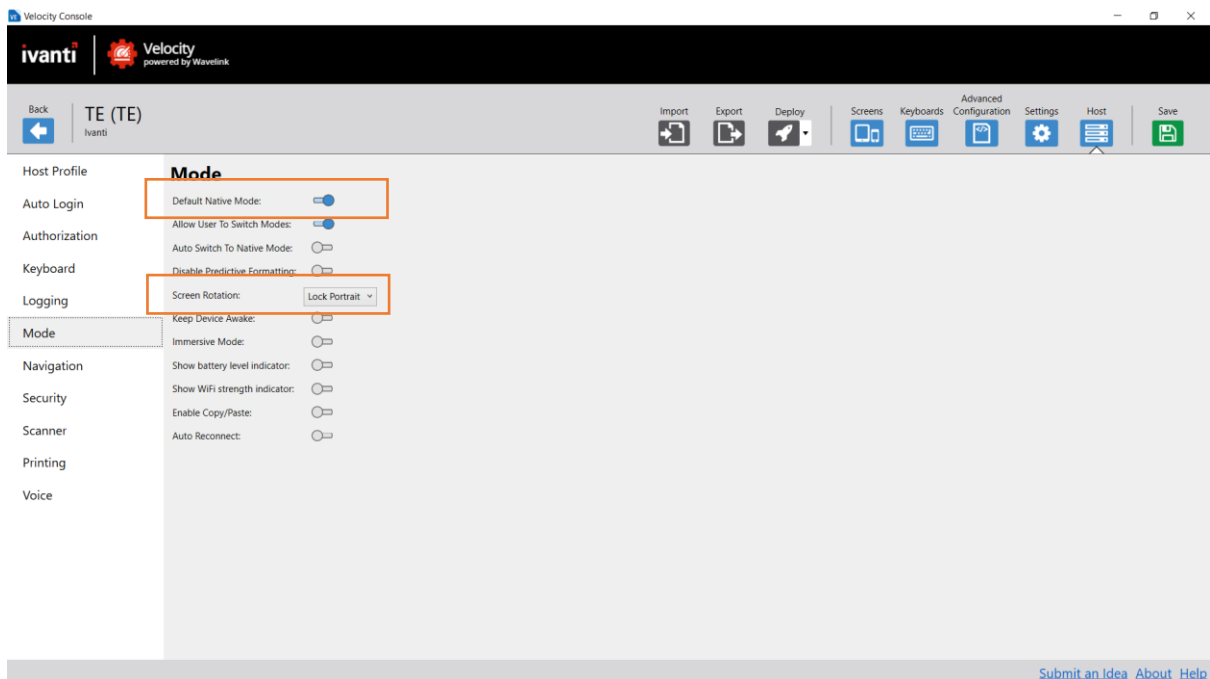 Velocity Console
ivanti
Velocity
powered by Wavelink
Back
TE (TE)
Ivanti
Import
Export
Deploy
Screens
Keyboards
Advanced
Configuration
Settings
Host
Save
Host Profile
Auto Login
Authorization
Keyboard
Logging
Mode
Navigation
Security
Scanner
Printing
Voice
Mode
Default Native Mode:
Allow User To Switch Modes:
Auto Switch To Native Mode:
Disable Predictive Formatting:
Screen Rotation: Lock Portrait
Keep Device Awake:
Immersive Mode:
Show battery level indicator:
Show WiFi strength indicator:
Enable Copy/Paste:
Auto Reconnect:
Submit an Idea About Help